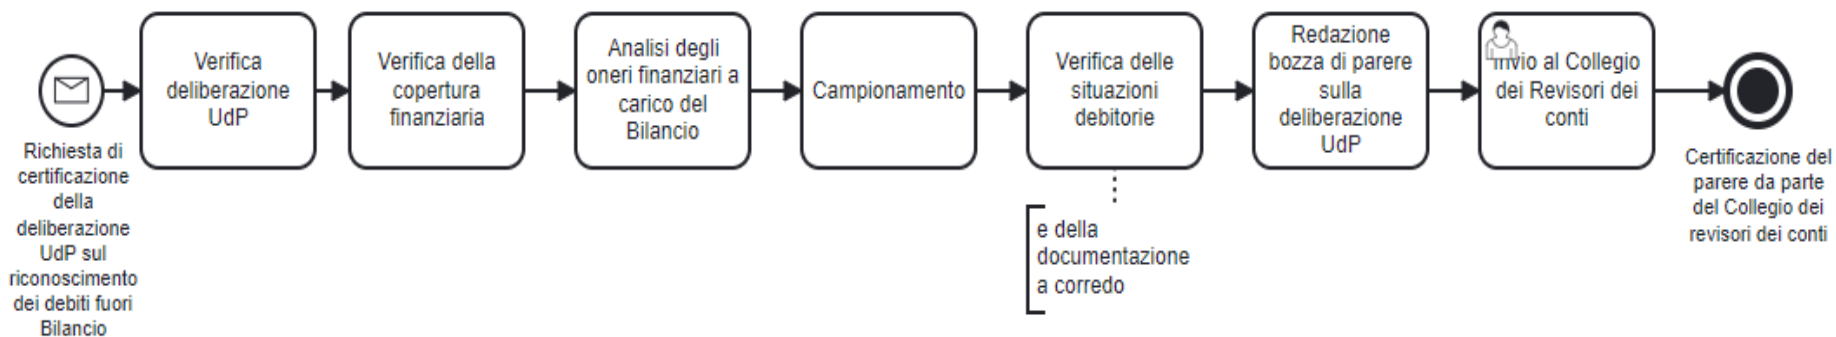 Richiesta di
certificazione
della
deliberazione
UdP sul
riconoscimento
dei debiti fuori
Bilancio
Verifica
deliberazione
UdP
Verifica della
copertura
finanziaria
Analisi degli
oneri finanziari a
carico del
Bilancio
Campionamento
Verifica delle
situazioni
debitorie
e della
documentazione
a corredo
Redazione
bozza di parere
sulla
deliberazione
UdP
Invio al Collegio
dei Revisori dei
conti
Certificazione del
parere da parte
del Collegio dei
revisori dei conti